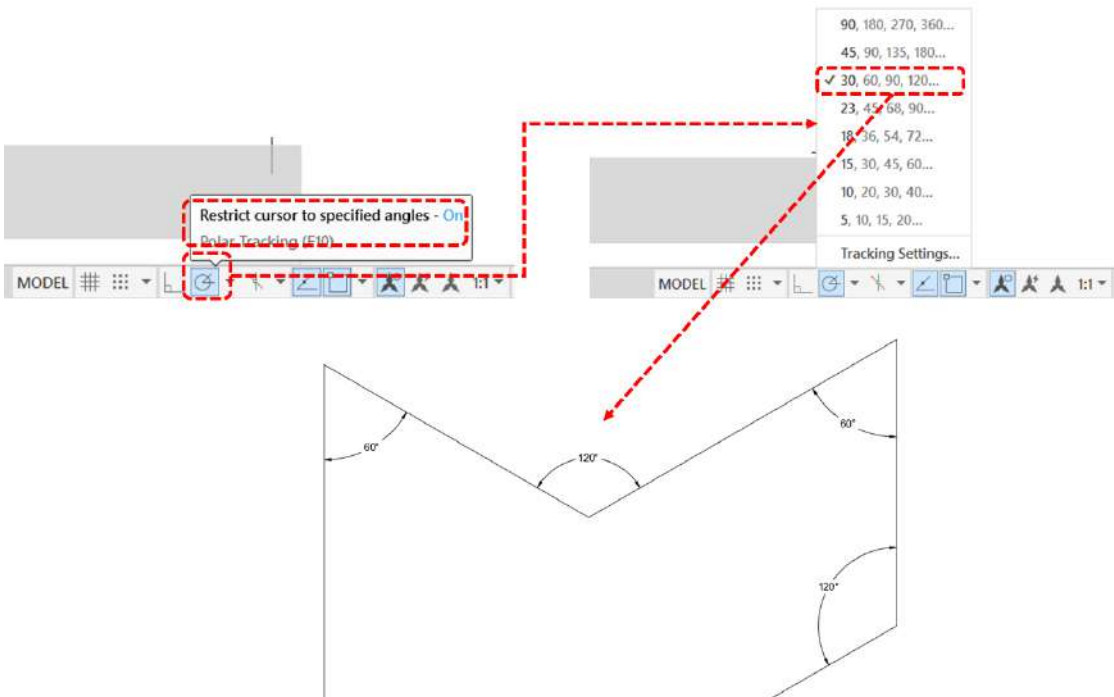 90, 180, 270, 360...
45, 90, 135, 180...
30, 60, 90, 120...
23, 45, 68, 90...
18, 36, 54, 72...
15, 30, 45, 60...
10, 20, 30, 40...
5, 10, 15, 20...
Tracking Settings...
Restrict cursor to specified angles - On
Polar Tracking (F10)
MODEL 1:1
MODEL 1:1
60°
120°
60°
120°